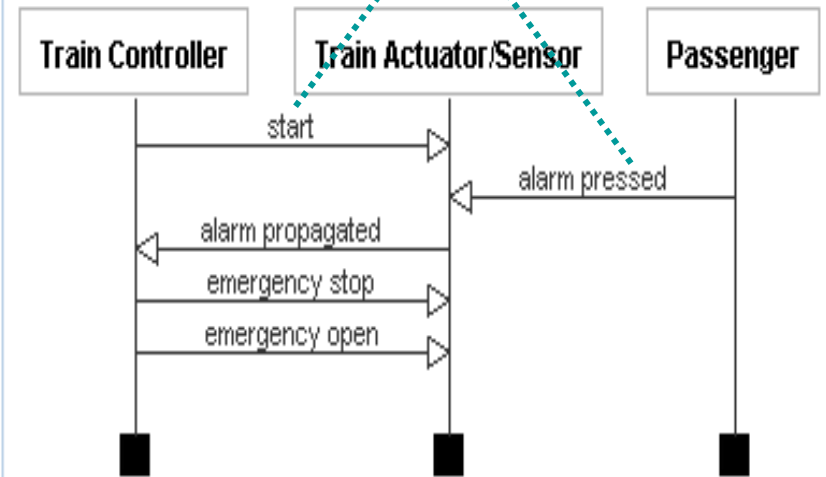 Train Controller
Train Actuator/Sensor
Passenger
start
alarm pressed
alarm propagated
emergency stop
emergency open